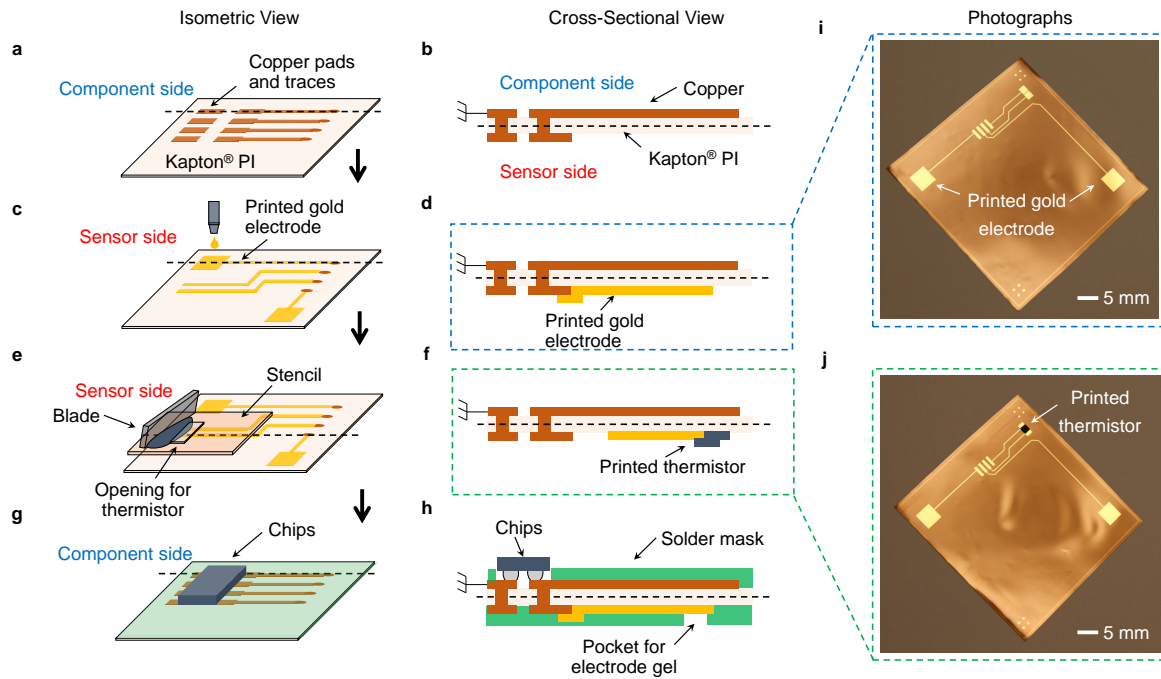 Isometric View
Cross-Sectional View
Photographs
a
Copper pads
and traces
Component side
Kapton® PI
b
Component side
Copper
Kapton® PI
Sensor side
i
Printed gold
electrode
5 mm
c
Printed gold
electrode
Sensor side
d
Printed gold
electrode
e
Sensor side
Stencil
Blade
Opening for
thermistor
f
Printed thermistor
j
Printed
thermistor
5 mm
g
Chips
Component side
h
Chips
Solder mask
Pocket for
electrode gel